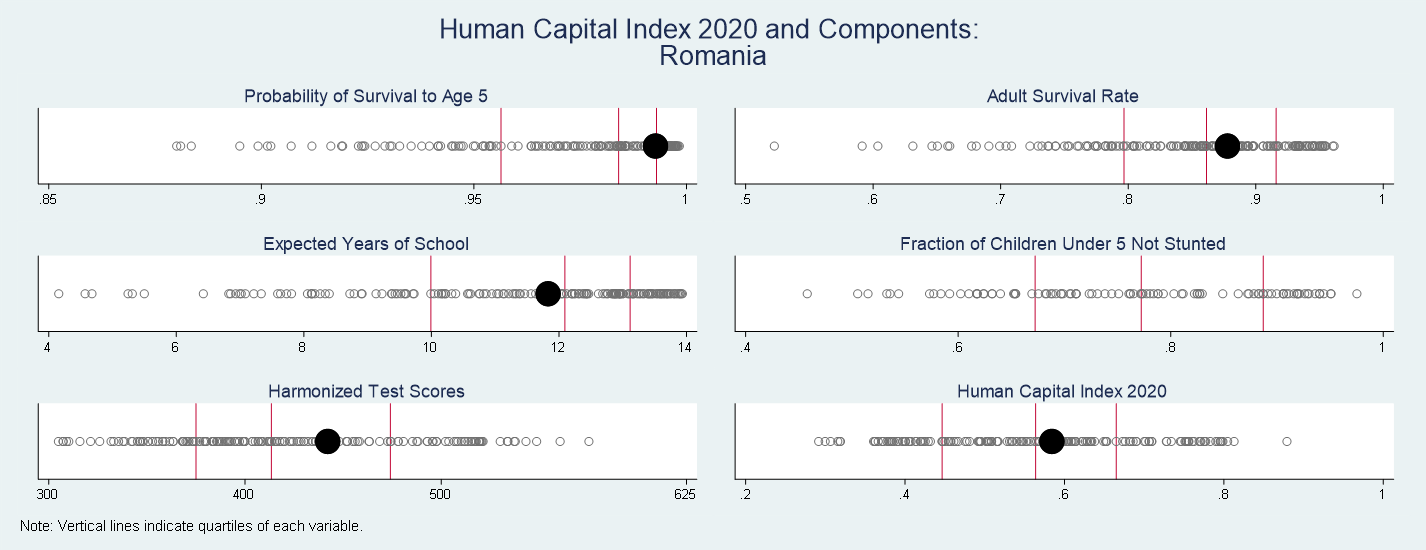 Human Capital Index 2020 and Components:
Romania
Probability of Survival to Age 5
.85 .9 .95 1
Adult Survival Rate
.5 .6 .7 .8 .9 1
Expected Years of School
4 6 8 10 12 14
Fraction of Children Under 5 Not Stunted
.4 .6 .8 1
Harmonized Test Scores
300 400 500 625
Human Capital Index 2020
.2 .4 .6 .8 1
Note: Vertical lines indicate quartiles of each variable.